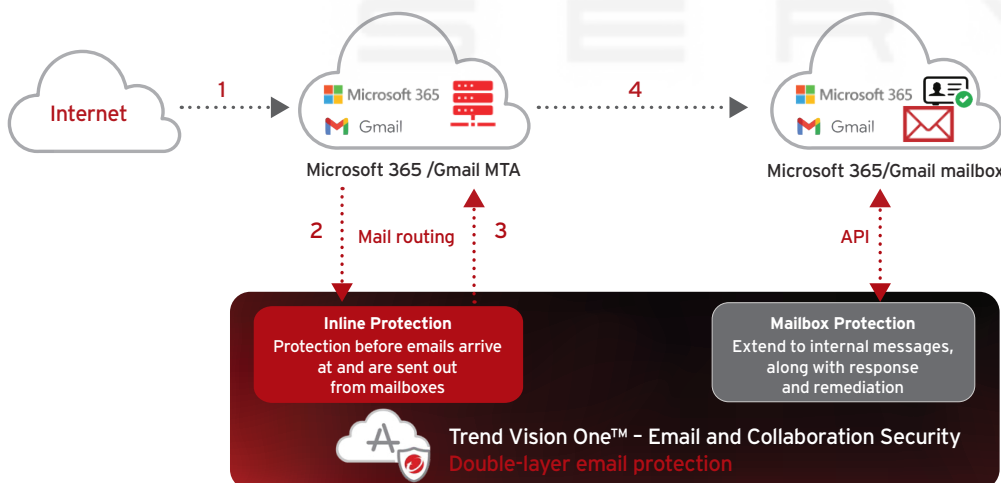 SER
Internet
1
Microsoft 365
Gmail
4
Microsoft 365
Gmail
Microsoft 365 /Gmail MTA
Microsoft 365/Gmail mailbox
2
Mail routing
3
API
Inline Protection
Protection before emails arrive
at and are sent out
from mailboxes
Mailbox Protection
Extend to internal messages,
along with response
and remediation
Trend Vision One™ – Email and Collaboration Security
Double-layer email protection